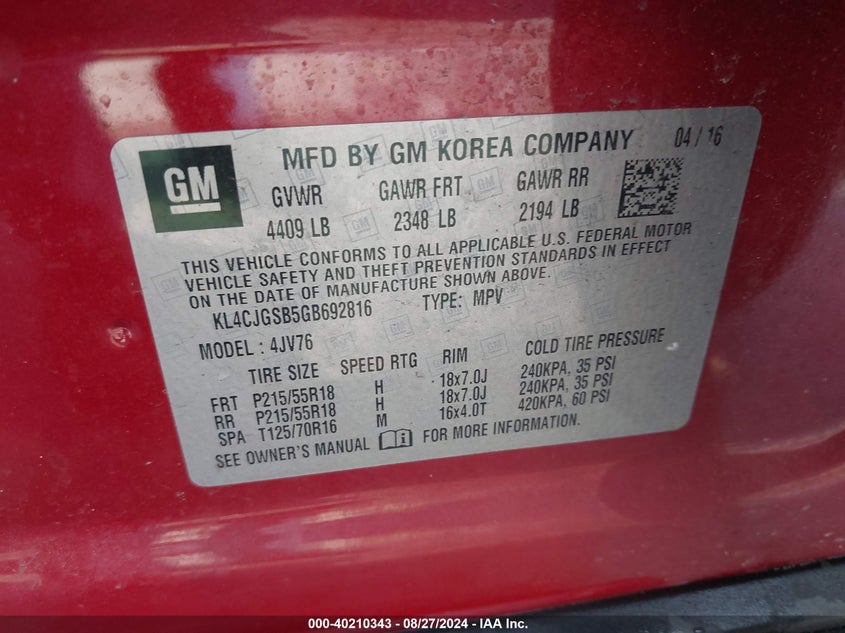 GM
MFD BY GM KOREA COMPANY 04 / 16
GVWR GAWR FRT GAWR RR
4409 LB 2348 LB 2194 LB
THIS VEHICLE CONFORMS TO ALL APPLICABLE U.S. FEDERAL MOTOR
VEHICLE SAFETY AND THEFT PREVENTION STANDARDS IN EFFECT
ON THE DATE OF MANUFACTURE SHOWN ABOVE.
KL4CJGSB5GB692816 TYPE: MPV
MODEL : 4JV76
TIRE SIZE SPEED RTG RIM COLD TIRE PRESSURE
FRT P215/55R18 H 18x7.0J 240KPA, 35 PSI
RR P215/55R18 H 18x7.0J 240KPA, 35 PSI
SPA T125/70R16 M 16x4.0T 420KPA, 60 PSI
SEE OWNER'S MANUAL FOR MORE INFORMATION.
000-40210343 - 08/27/2024 - IAA Inc.